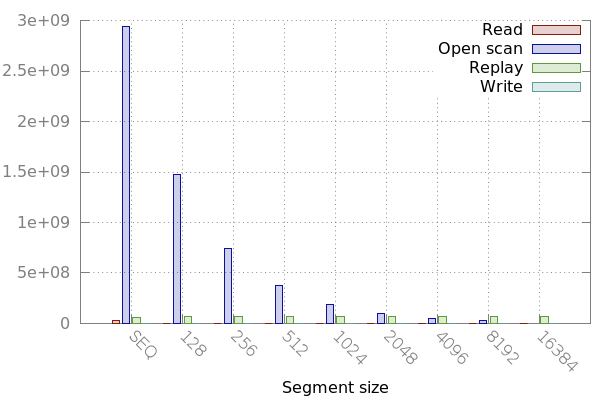 3e+09
2.5e+09
2e+09
1.5e+09
1e+09
5e+08
0
Read
Open scan
Replay
Write
SEQ
128
256
512
1024
2048
4096
8192
16384
Segment size